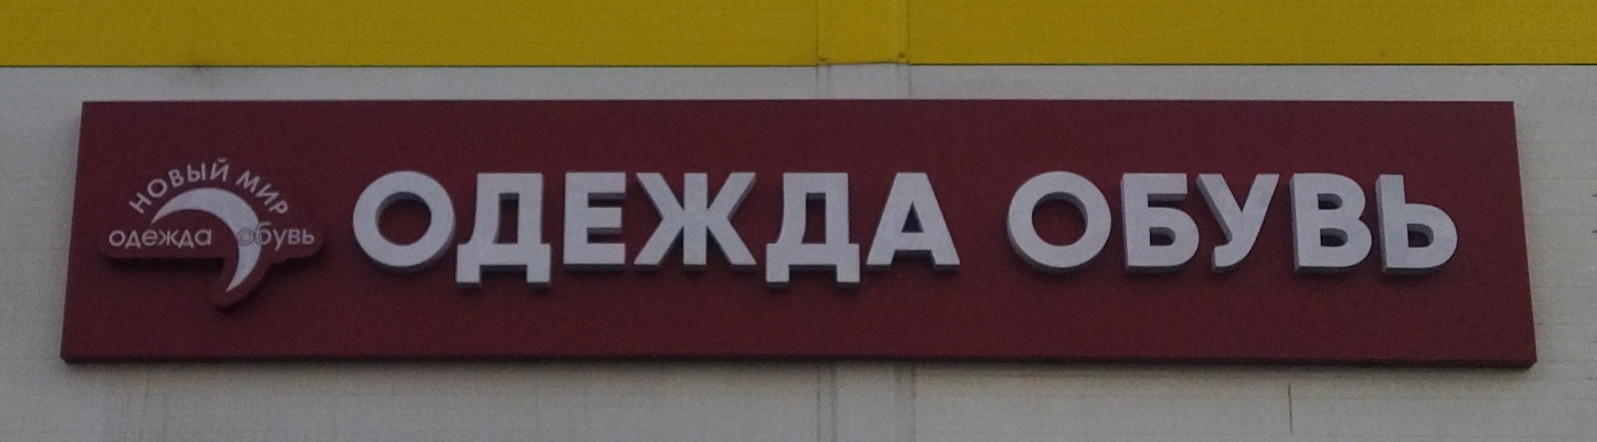 НОВЫЙ МИР
одежда обувь
ОДЕЖДА ОБУВЬ